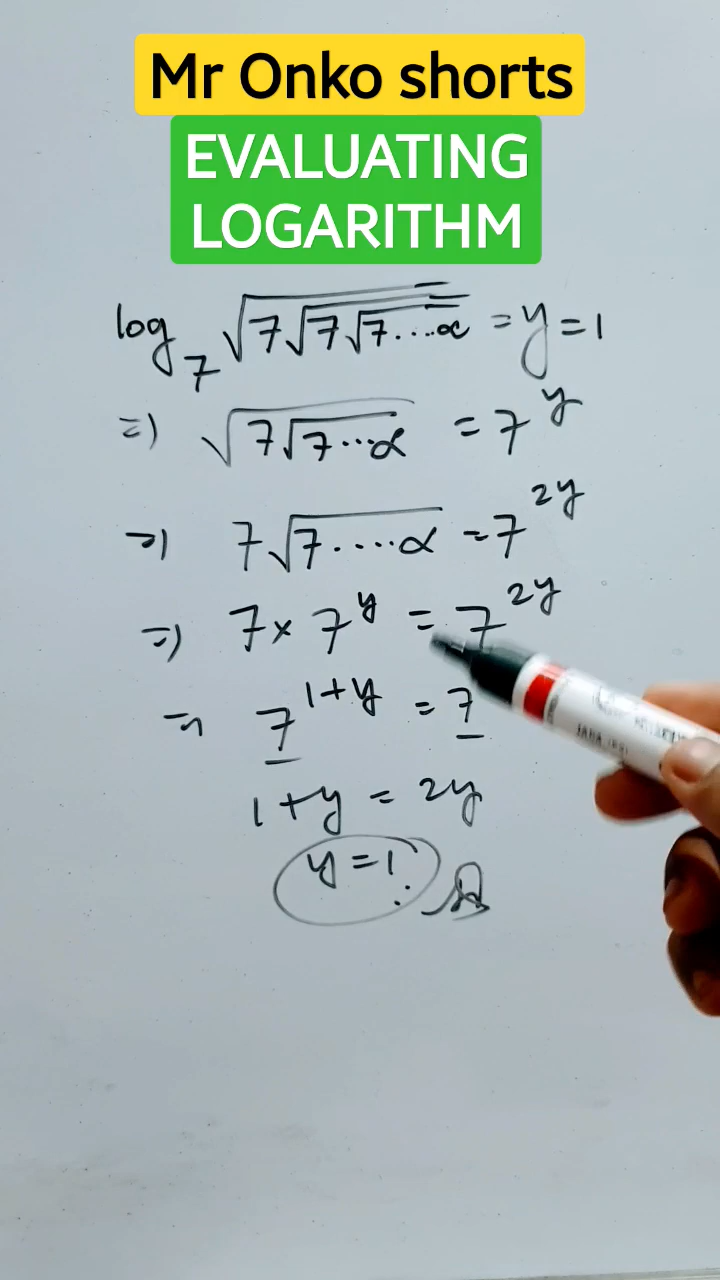 Mr Onko shorts
EVALUATING
LOGARITHM
log₇ √7√7√7...∝ = y = 1
=) √7√7...∝ = 7^y
=) 7√7....∝ = 7^2y
=) 7 × 7^y = 7^2y
=) 7^1+y = 7
1 + y = 2y
y = 1